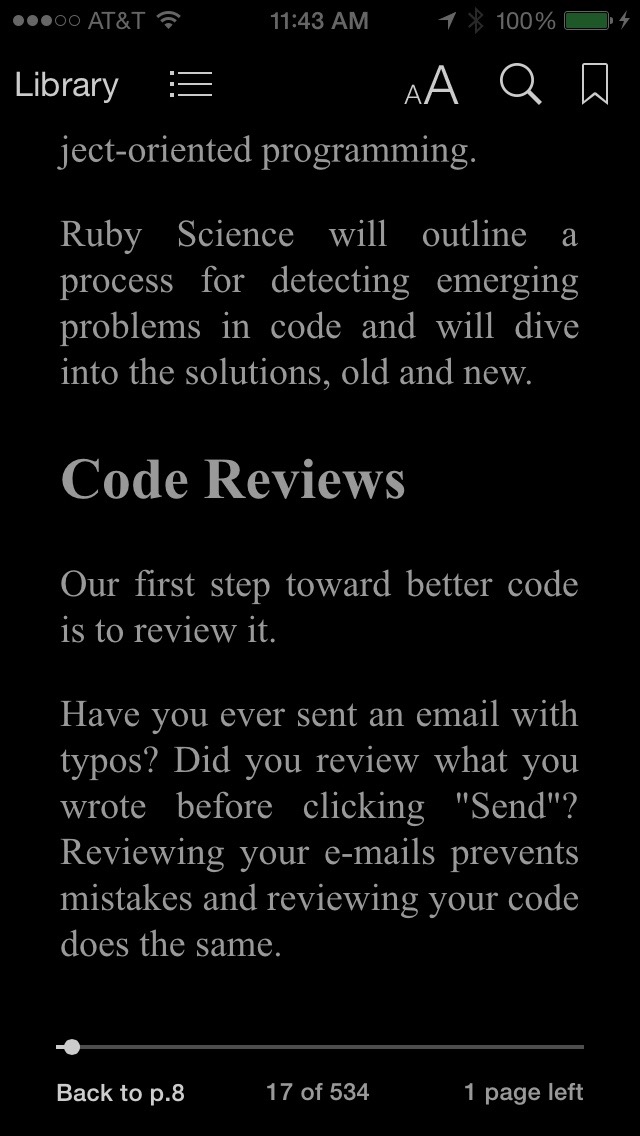 AT&T 11:43 AM 100%
Library AA
ject-oriented programming.
Ruby Science will outline a
process for detecting emerging
problems in code and will dive
into the solutions, old and new.
Code Reviews
Our first step toward better code
is to review it.
Have you ever sent an email with
typos? Did you review what you
wrote before clicking "Send"?
Reviewing your e-mails prevents
mistakes and reviewing your code
does the same.
Back to p.8 17 of 534 1 page left